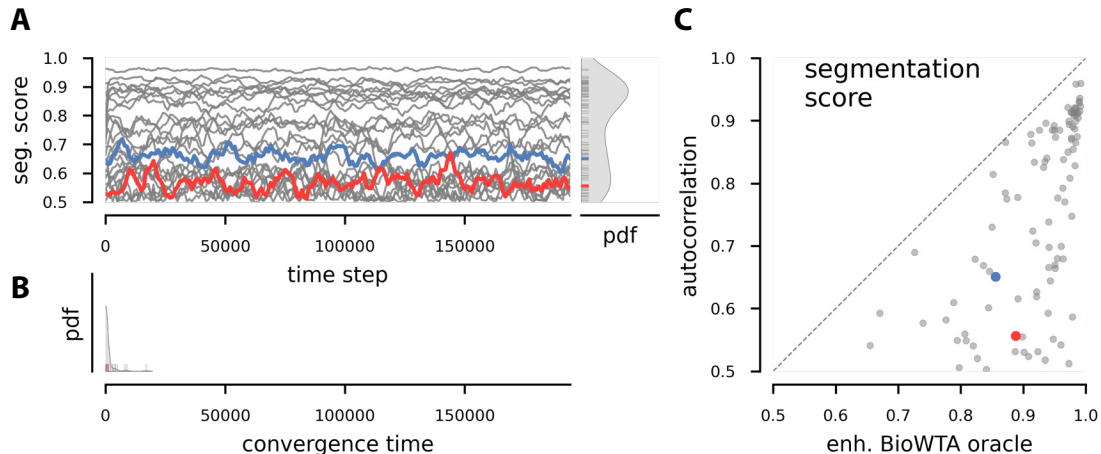 A
seg. score
1.0
0.9
0.8
0.7
0.6
0.5
0
50000
100000
150000
time step
pdf
B
pdf
0
50000
100000
150000
convergence time
C
segmentation
score
autocorrelation
1.0
0.9
0.8
0.7
0.6
0.5
0.5
0.6
0.7
0.8
0.9
1.0
enh. BioWTA oracle